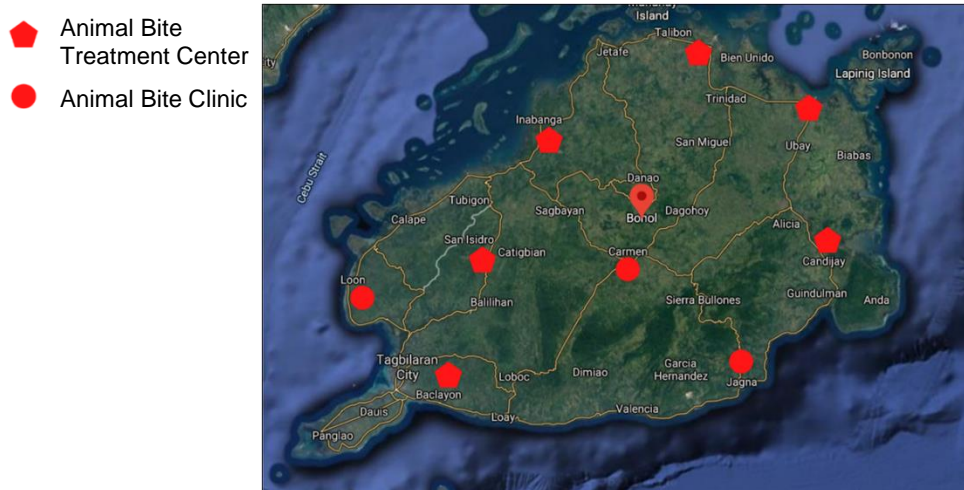 Animal Bite
Treatment Center
Animal Bite Clinic
Island
Talibon
Jetafe
Bien Unido
Bonbonon
Lapinig Island
Trinidad
Inabanga
San Miguel
Ubay
Biabas
Cebu Strait
Danao
Tubigon
Sagbayan
Bohol
Dagohoy
Calape
Alicia
San Isidro
Catigbian
Carmen
Candijay
Loon
Balilihan
Sierra Bullones
Guindulman
Anda
Tagbilaran
City
Loboc
Dimiao
Garcia
Hernandez
Jagna
Baclayon
Dauis
Loay
Valencia
Panglao